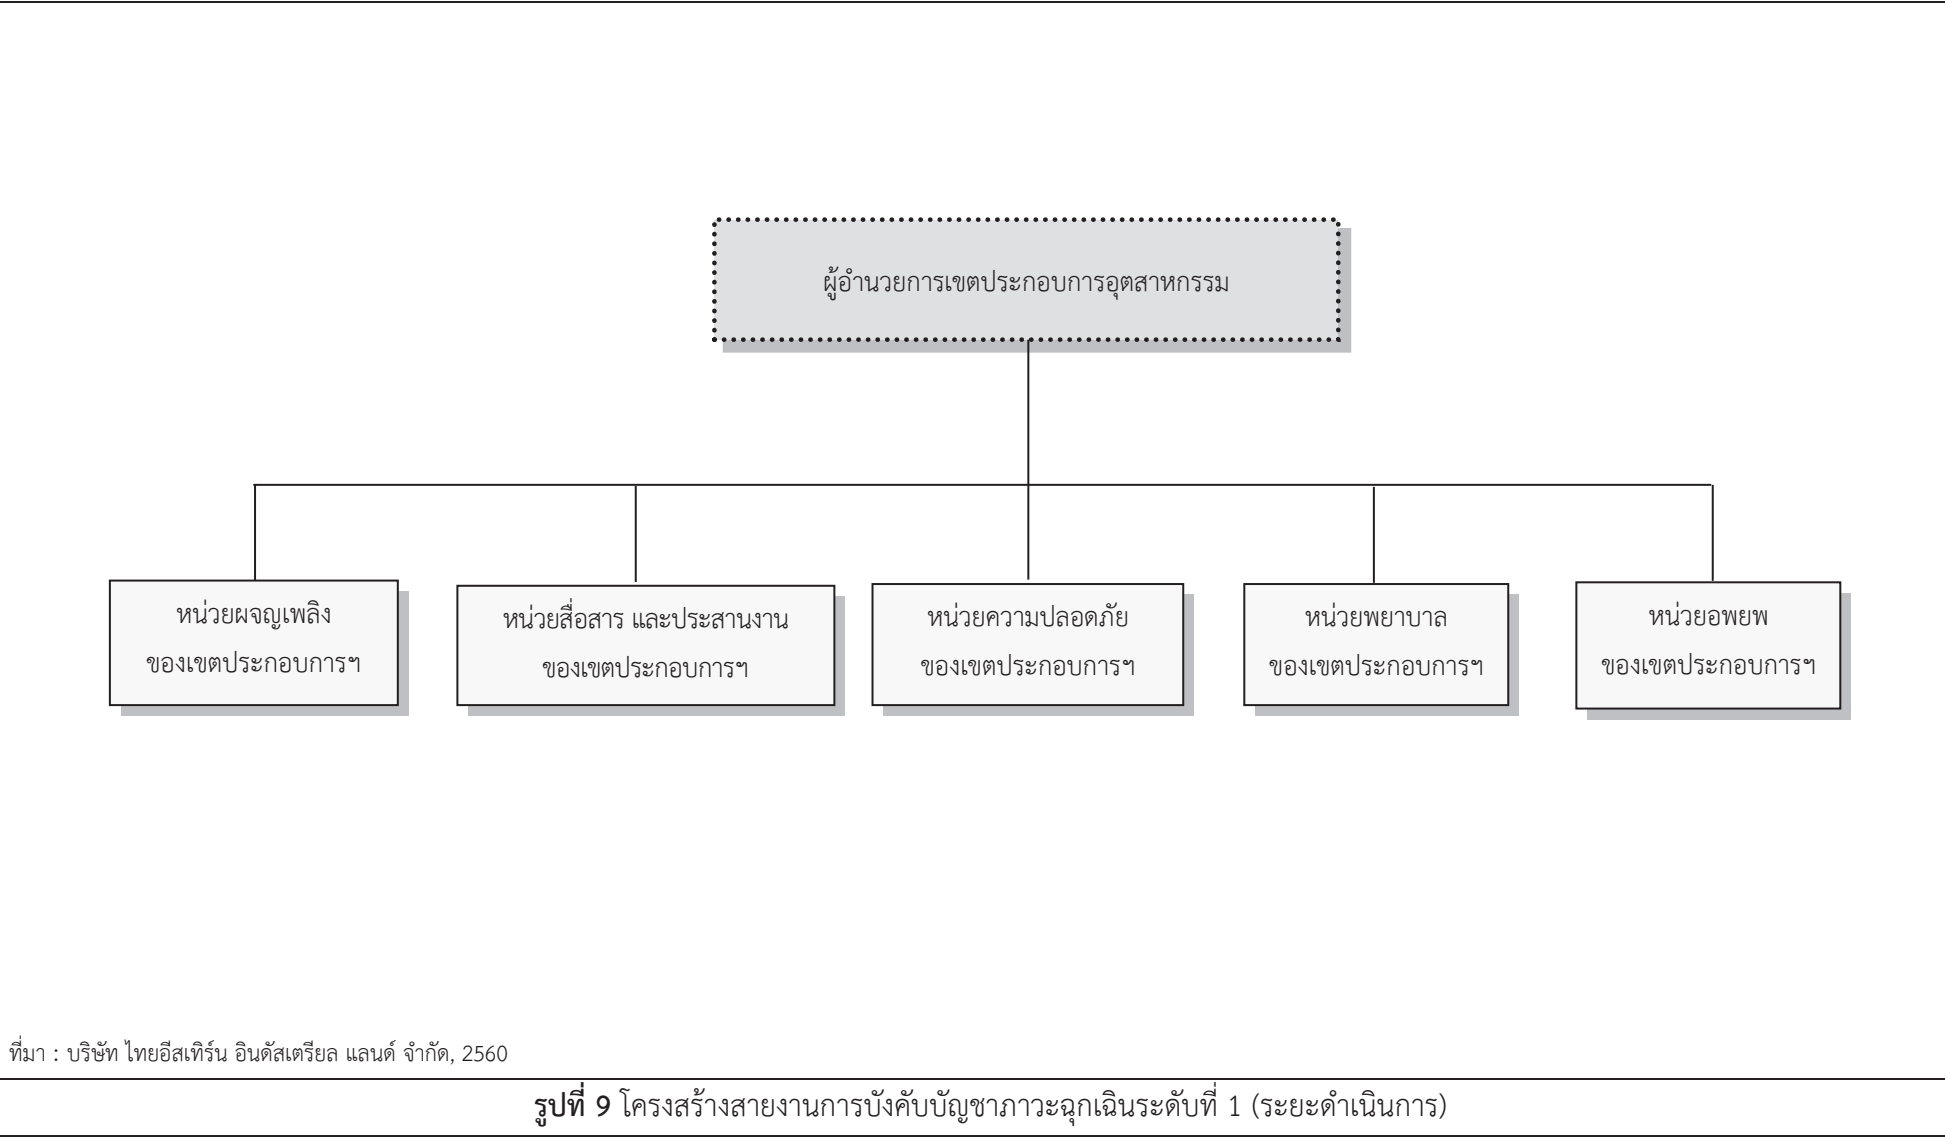 ผู้อำนวยการเขตประกอบการอุตสาหกรรม
หน่วยผจญเพลิง
ของเขตประกอบการฯ
หน่วยสื่อสาร และประสานงาน
ของเขตประกอบการฯ
หน่วยความปลอดภัย
ของเขตประกอบการฯ
หน่วยพยาบาล
ของเขตประกอบการฯ
หน่วยอพยพ
ของเขตประกอบการฯ
ที่มา : บริษัท ไทยอีสเทิร์น อินดัสเตรียล แลนด์ จำกัด, 2560
รูปที่ 9 โครงสร้างสายงานการบังคับบัญชาภาวะฉุกเฉินระดับที่ 1 (ระยะดำเนินการ)